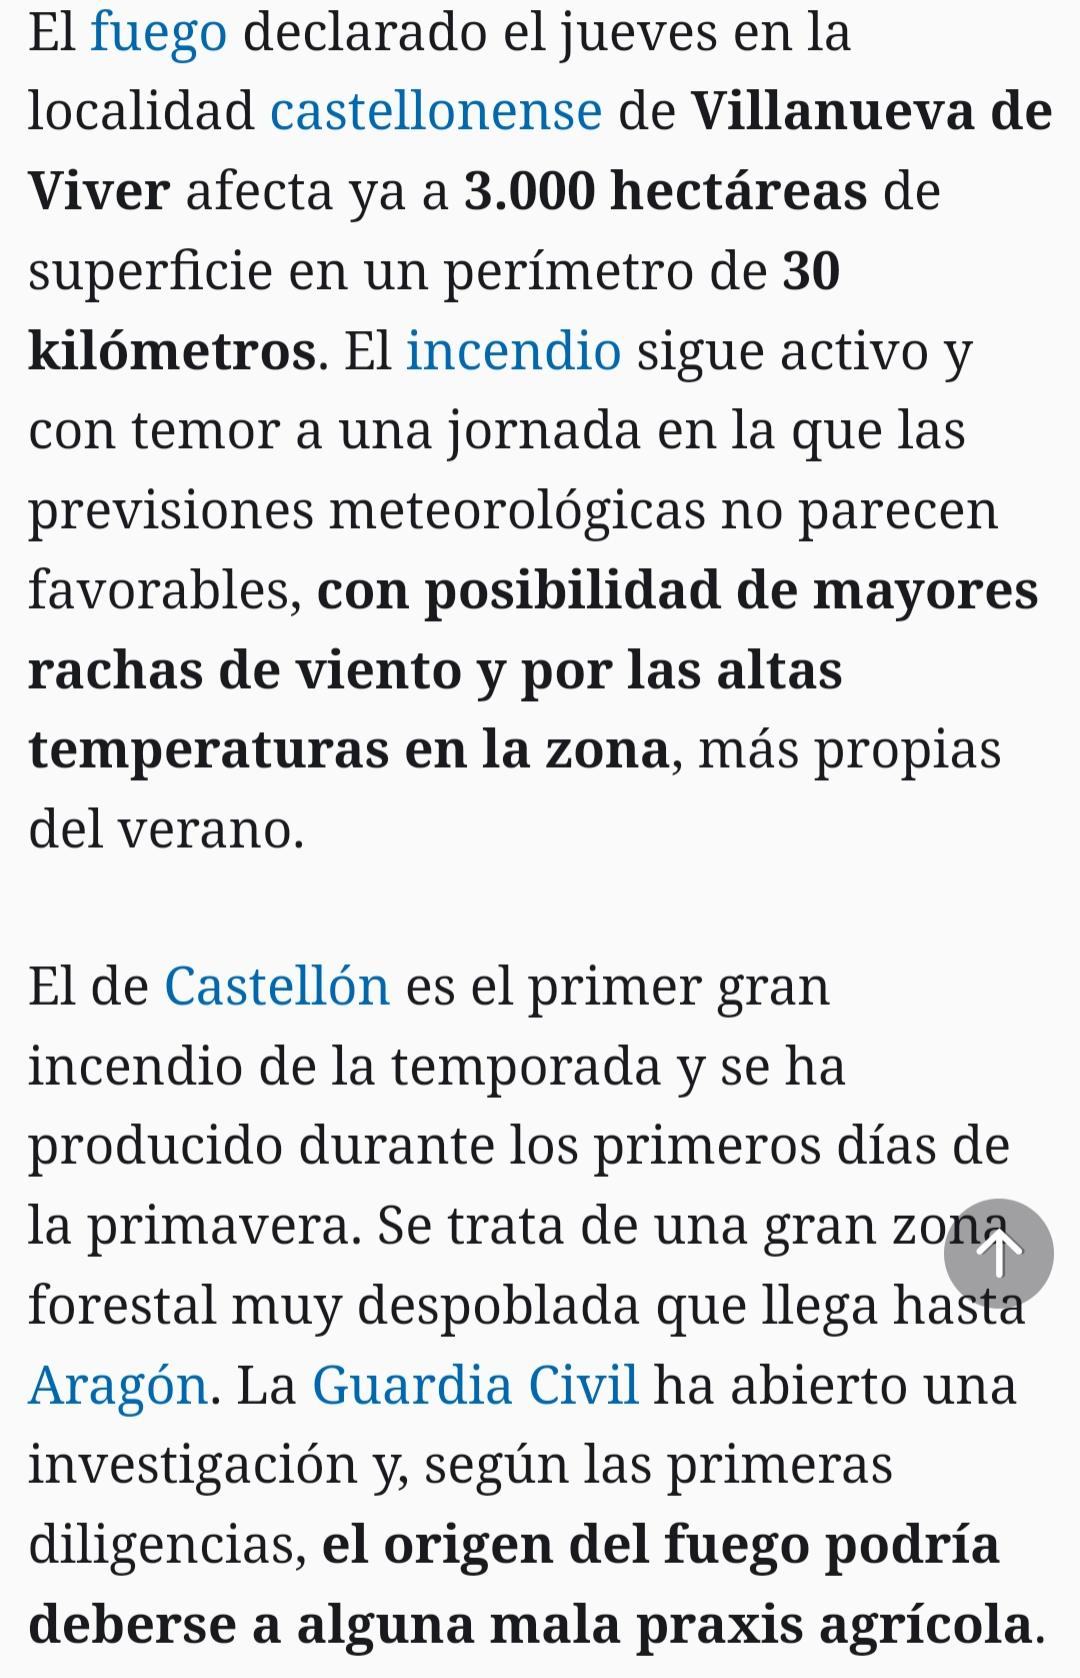 El fuego declarado el jueves en la
localidad castellonense de Villanueva de
Viver afecta ya a 3.000 hectáreas de
superficie en un perímetro de 30
kilómetros. El incendio sigue activo y
con temor a una jornada en la que las
previsiones meteorológicas no parecen
favorables, con posibilidad de mayores
rachas de viento y por las altas
temperaturas en la zona, más propias
del verano.
El de Castellón es el primer gran
incendio de la temporada y se ha
producido durante los primeros días de
la primavera. Se trata de una gran zona
forestal muy despoblada que llega hasta
Aragón. La Guardia Civil ha abierto una
investigación y, según las primeras
diligencias, el origen del fuego podría
deberse a alguna mala praxis agrícola.